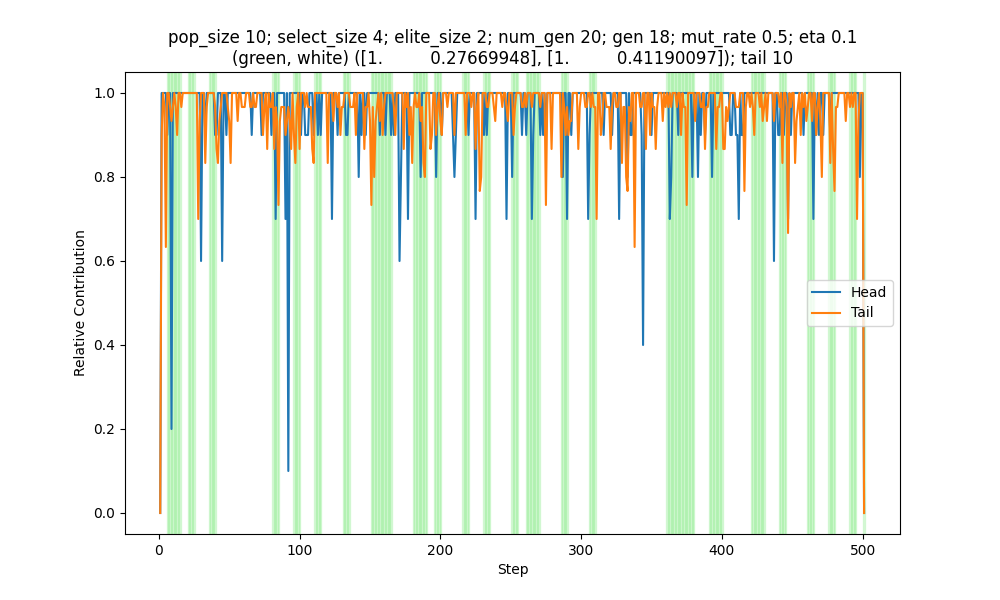 pop_size 10; select_size 4; elite_size 2; num_gen 20; gen 18; mut_rate 0.5; eta 0.1
(green, white) ([1.          0.27669948], [1.          0.41190097]); tail 10
1.0
0.8
0.6
0.4
0.2
0.0
Relative Contribution
Head
Tail
0
100
200
300
400
500
Step